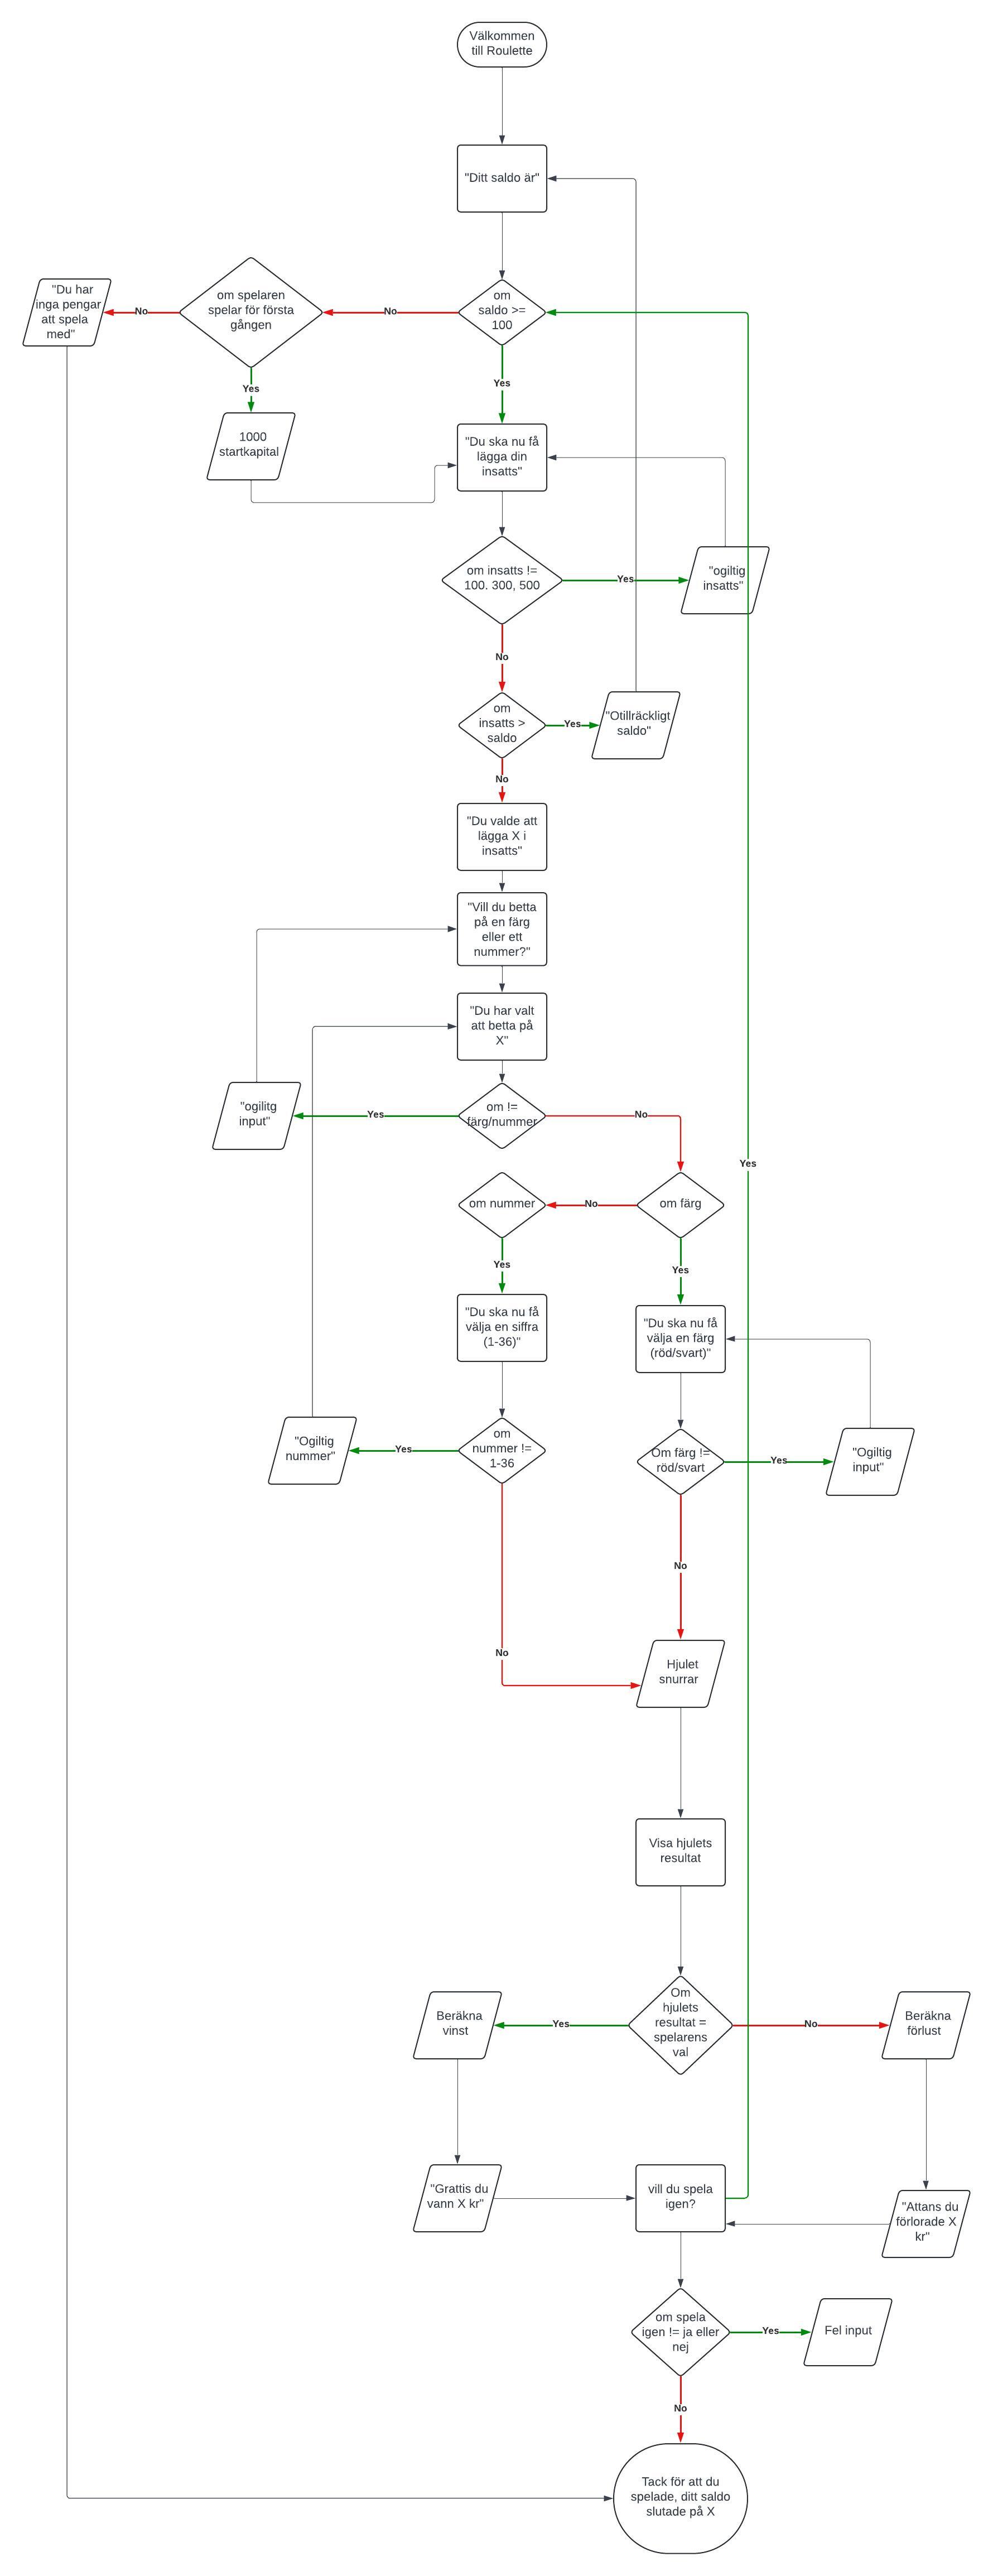 Välkommen
till Roulette
"Ditt saldo är"
"Du har
inga pengar
att spela
med"
No
om spelaren
spelar för första
gången
No
om
saldo >=
100
Yes
Yes
1000
startkapital
"Du ska nu få
lägga din
insatts"
om insatts !=
100. 300, 500
Yes
"ogiltig
insatts"
No
om
insatts >
saldo
Yes
"Otillräckligt
saldo"
No
"Du valde att
lägga X i
insatts"
"Vill du betta
på en färg
eller ett
nummer?"
"Du har valt
att betta på
X"
"ogilitg
input"
Yes
om !=
färg/nummer
No
Yes
om nummer
No
om färg
Yes
Yes
"Du ska nu få
välja en siffra
(1-36)"
"Du ska nu få
välja en färg
(röd/svart)"
"Ogiltig
nummer"
Yes
om
nummer !=
1-36
Om färg !=
röd/svart
Yes
"Ogiltig
input"
No
No
Hjulet
snurrar
Visa hjulets
resultat
Beräkna
vinst
Yes
Om
hjulets
resultat =
spelarens
val
No
Beräkna
förlust
"Grattis du
vann X kr"
vill du spela
igen?
"Attans du
förlorade X
kr"
om spela
igen != ja eller
nej
Yes
Fel input
No
Tack för att du
spelade, ditt saldo
slutade på X